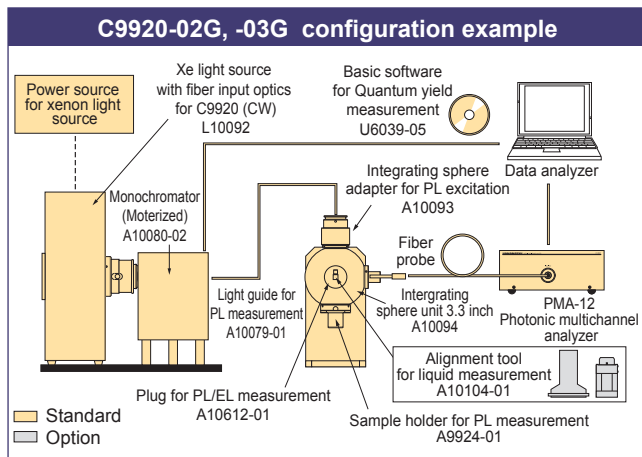 C9920-02G, -03G configuration example
Power source
for xenon light
source
Xe light source
with fiber input optics
for C9920 (CW)
L10092
Basic software
for Quantum yield
measurement
U6039-05
Data analyzer
Monochromator
(Moterized)
A10080-02
Integrating sphere
adapter for PL excitation
A10093
Fiber
probe
Light guide for
PL measurement
A10079-01
Intergrating
sphere unit 3.3 inch
A10094
PMA-12
Photonic multichannel
analyzer
Alignment tool
for liquid measurement
A10104-01
Plug for PL/EL measurement
A10612-01
Sample holder for PL measurement
A9924-01
Standard
Option